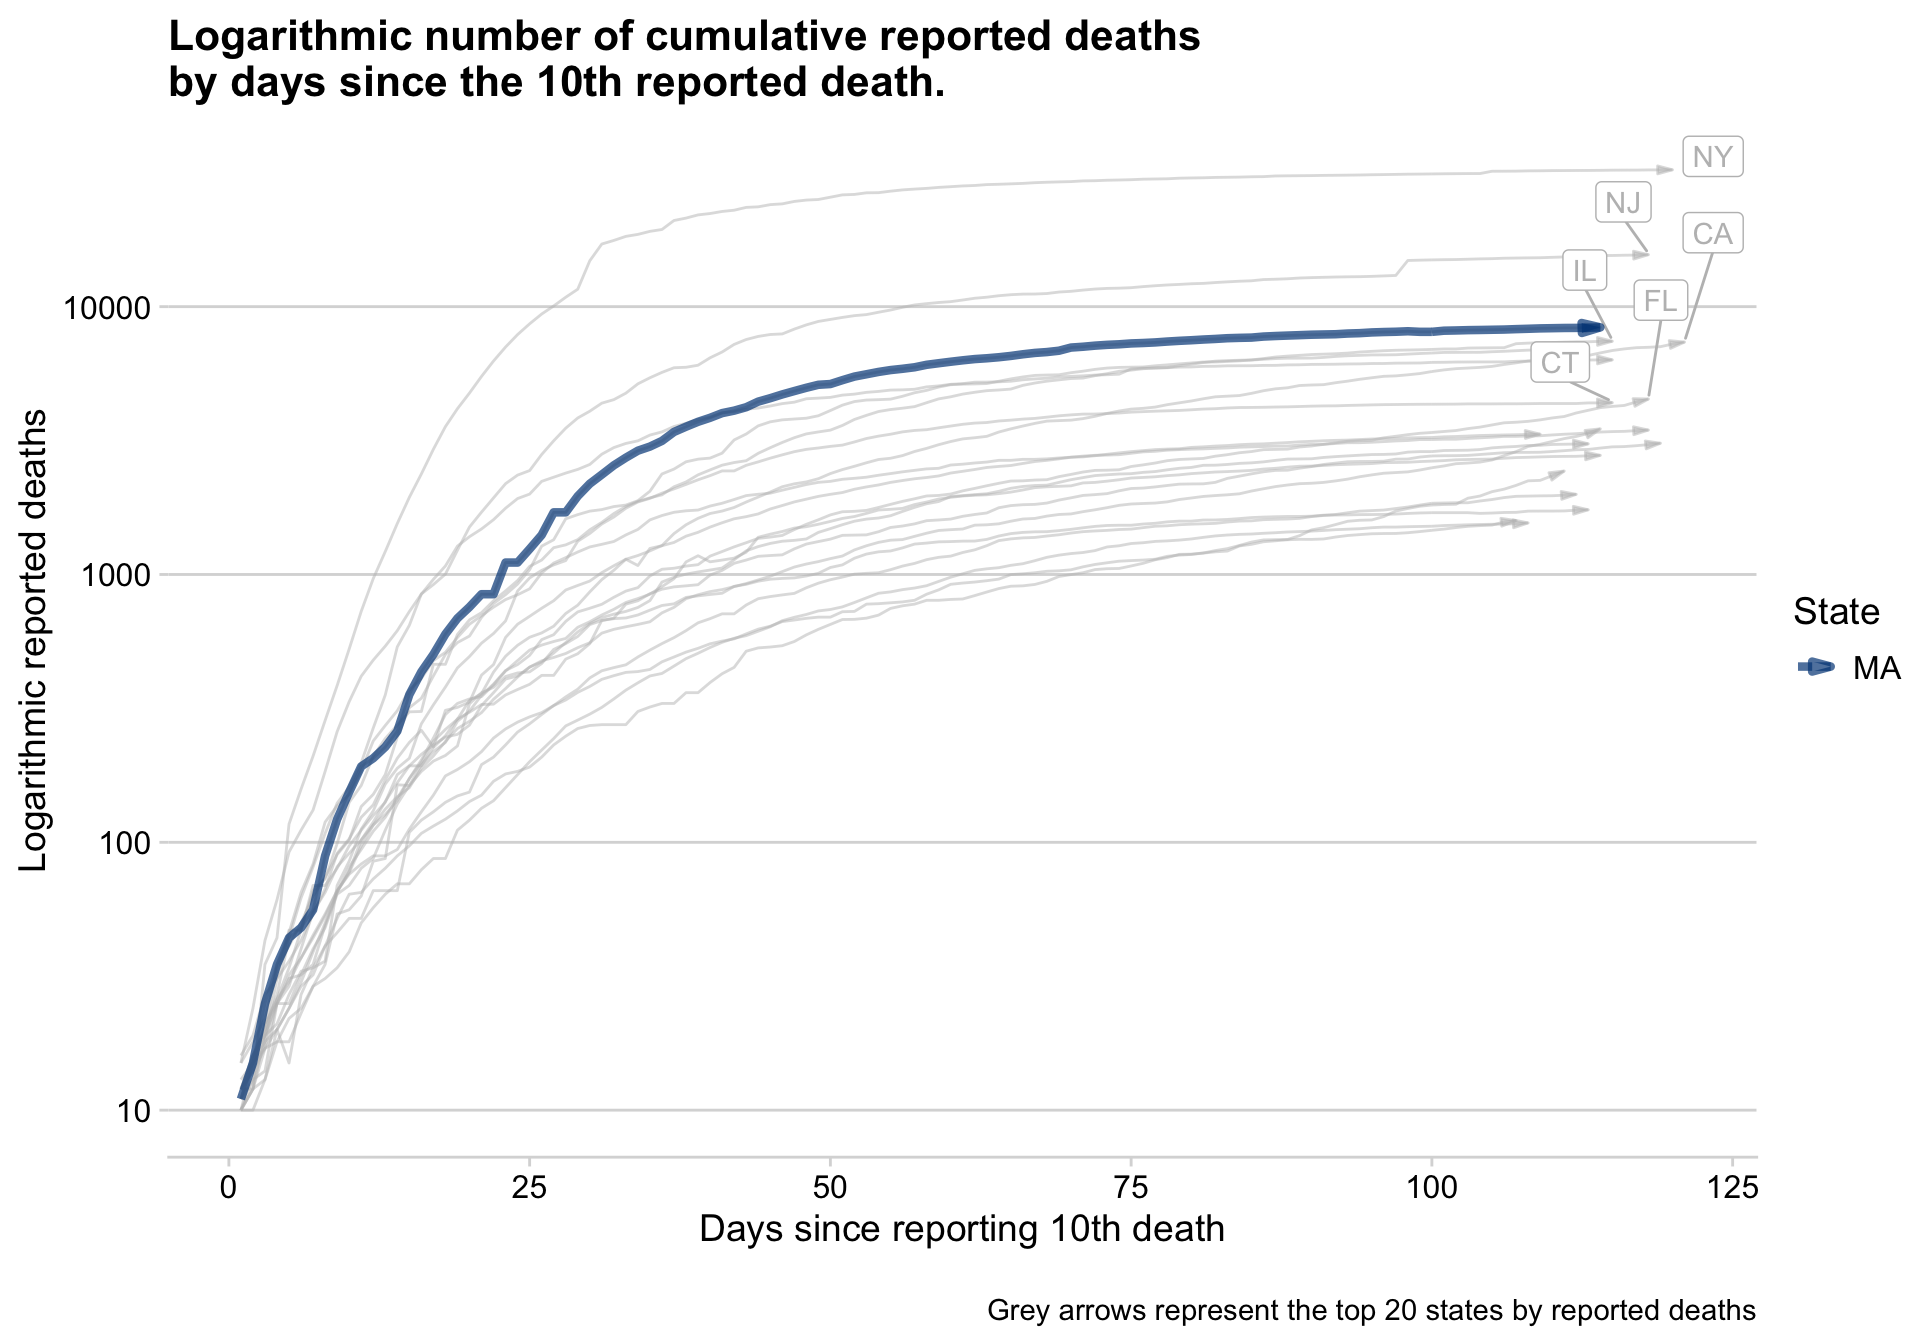 Logarithmic number of cumulative reported deaths
by days since the 10th reported death.
NY
NJ
CA
IL
FL
CT
10000
1000
100
10
Logarithmic reported deaths
State
MA
0 25 50 75 100 125
Days since reporting 10th death
Grey arrows represent the top 20 states by reported deaths